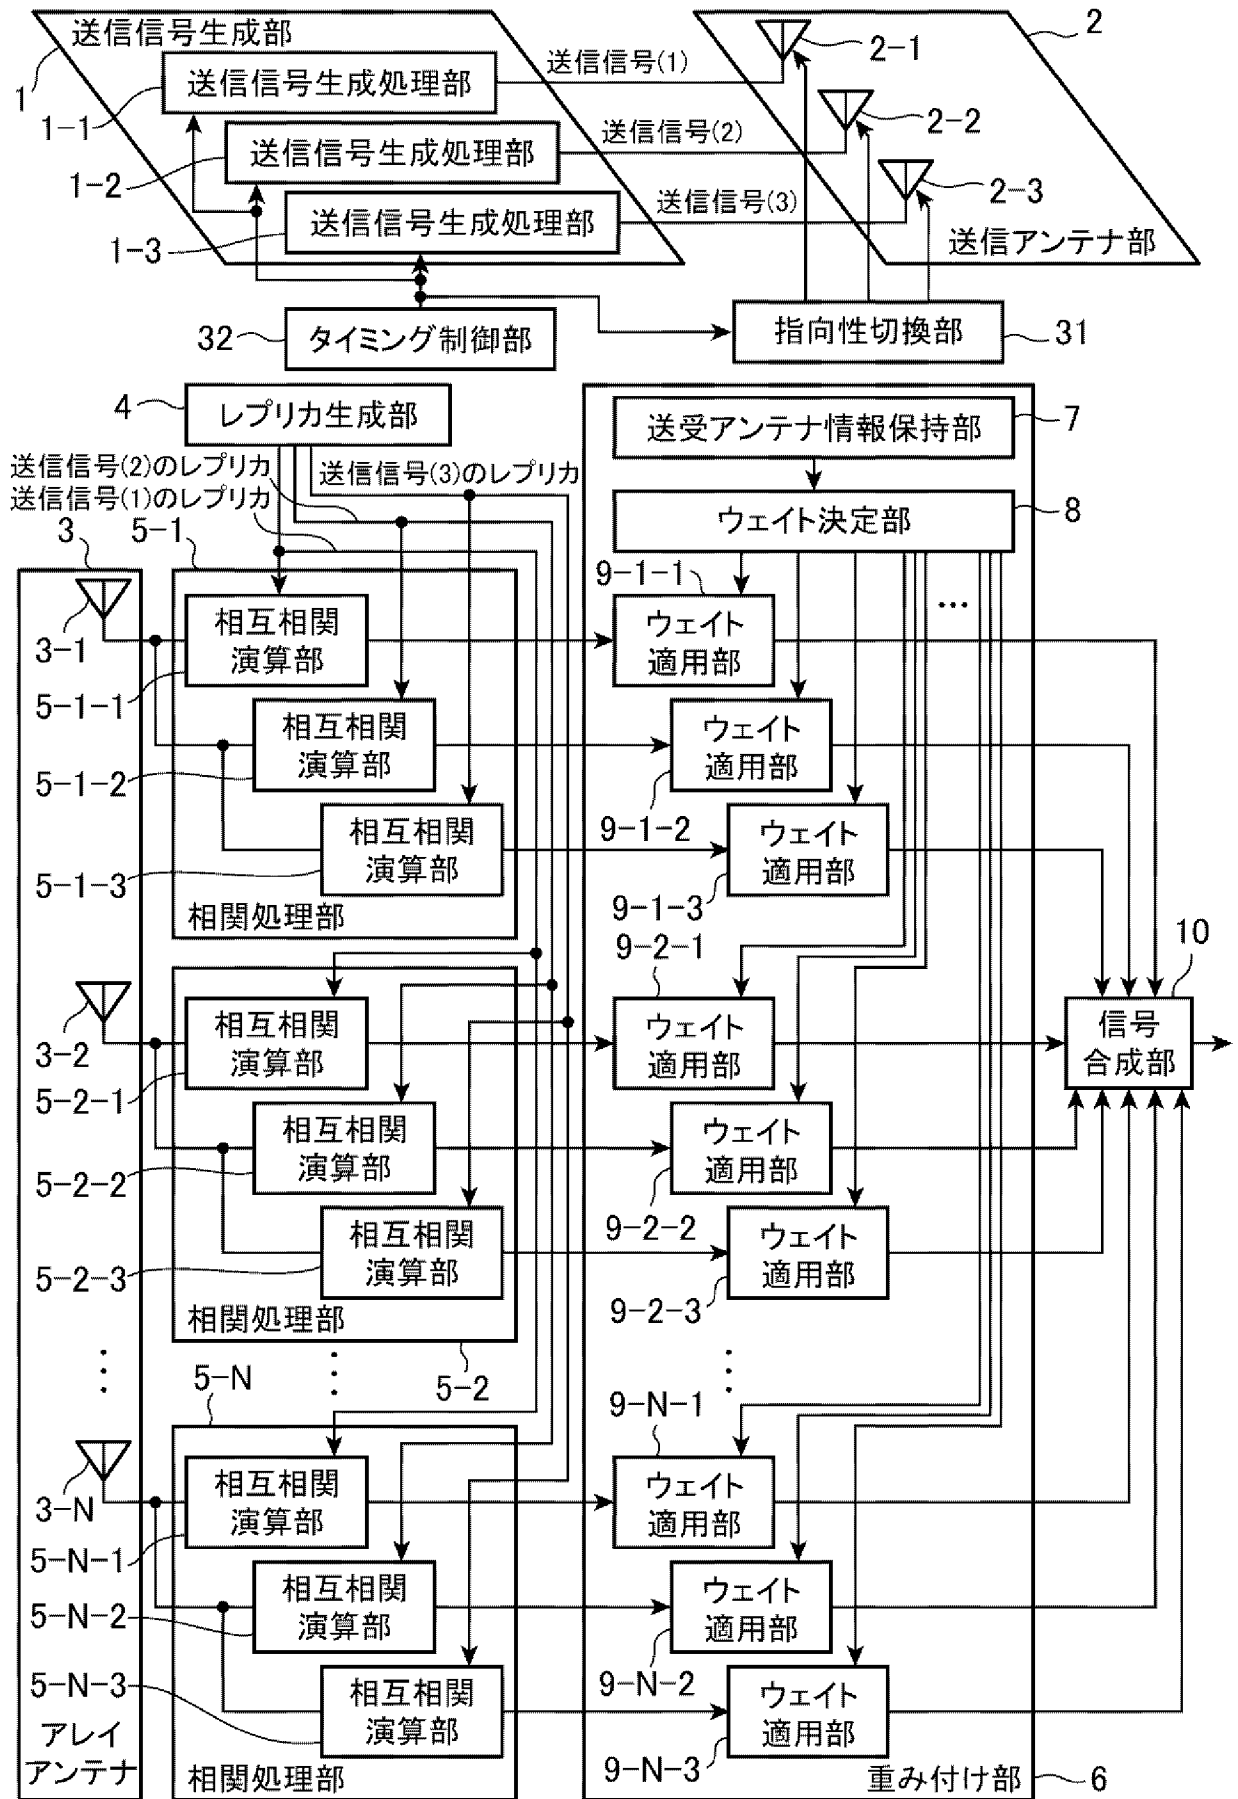 送信信号生成部
1
送信信号生成処理部
1-1
送信信号(1)
2-1
2
送信信号生成処理部
1-2
送信信号(2)
2-2
送信信号生成処理部
1-3
送信信号(3)
2-3
送信アンテナ部
32
タイミング制御部
指向性切換部
31
4
レプリカ生成部
送受アンテナ情報保持部
7
送信信号(2)のレプリカ
送信信号(3)のレプリカ
送信信号(1)のレプリカ
ウェイト決定部
8
3
5-1
9-1-1
…
3-1
相互相関
演算部
ウェイト
適用部
5-1-1
相互相関
演算部
ウェイト
適用部
5-1-2
9-1-2
相互相関
演算部
ウェイト
適用部
5-1-3
9-1-3
相関処理部
9-2-1
10
3-2
相互相関
演算部
ウェイト
適用部
信号
合成部
5-2-1
相互相関
演算部
ウェイト
適用部
5-2-2
9-2-2
相互相関
演算部
ウェイト
適用部
5-2-3
9-2-3
相関処理部
5-2
⋮
⋮
⋮
5-N
9-N-1
3-N
相互相関
演算部
ウェイト
適用部
5-N-1
相互相関
演算部
ウェイト
適用部
5-N-2
9-N-2
相互相関
演算部
ウェイト
適用部
5-N-3
9-N-3
アレイ
アンテナ
相関処理部
重み付け部
6